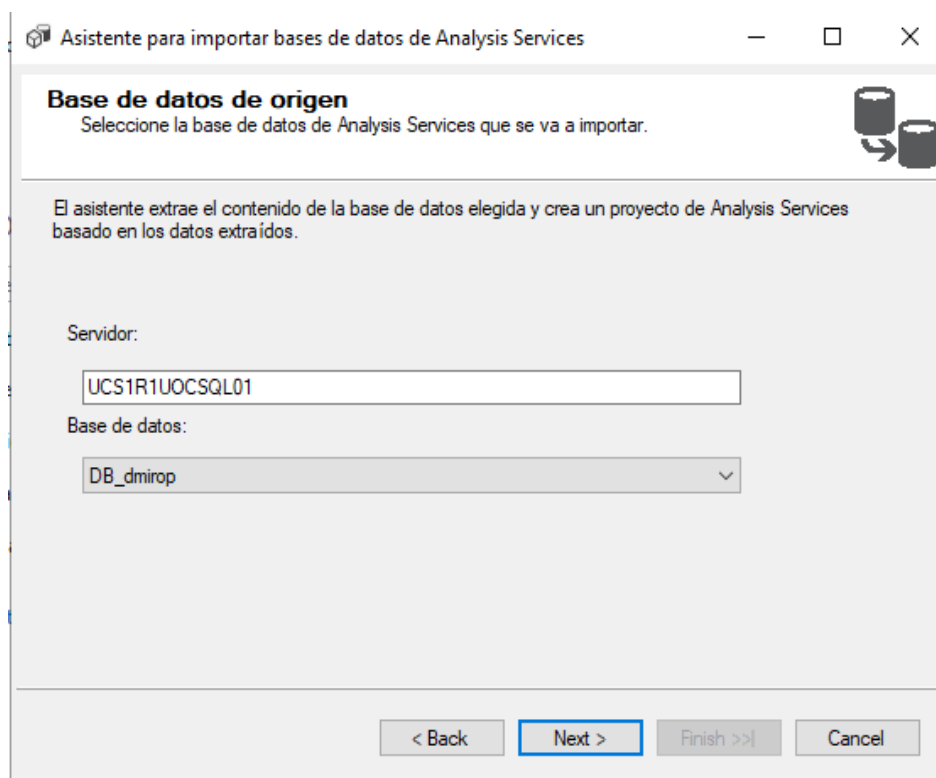 Asistente para importar bases de datos de Analysis Services
Base de datos de origen
Seleccione la base de datos de Analysis Services que se va a importar.
El asistente extrae el contenido de la base de datos elegida y crea un proyecto de Analysis Services
basado en los datos extraídos.
Servidor:
UCS1R1UOCSQL01
Base de datos:
DB_dmirop
< Back
Next >
Finish >>|
Cancel